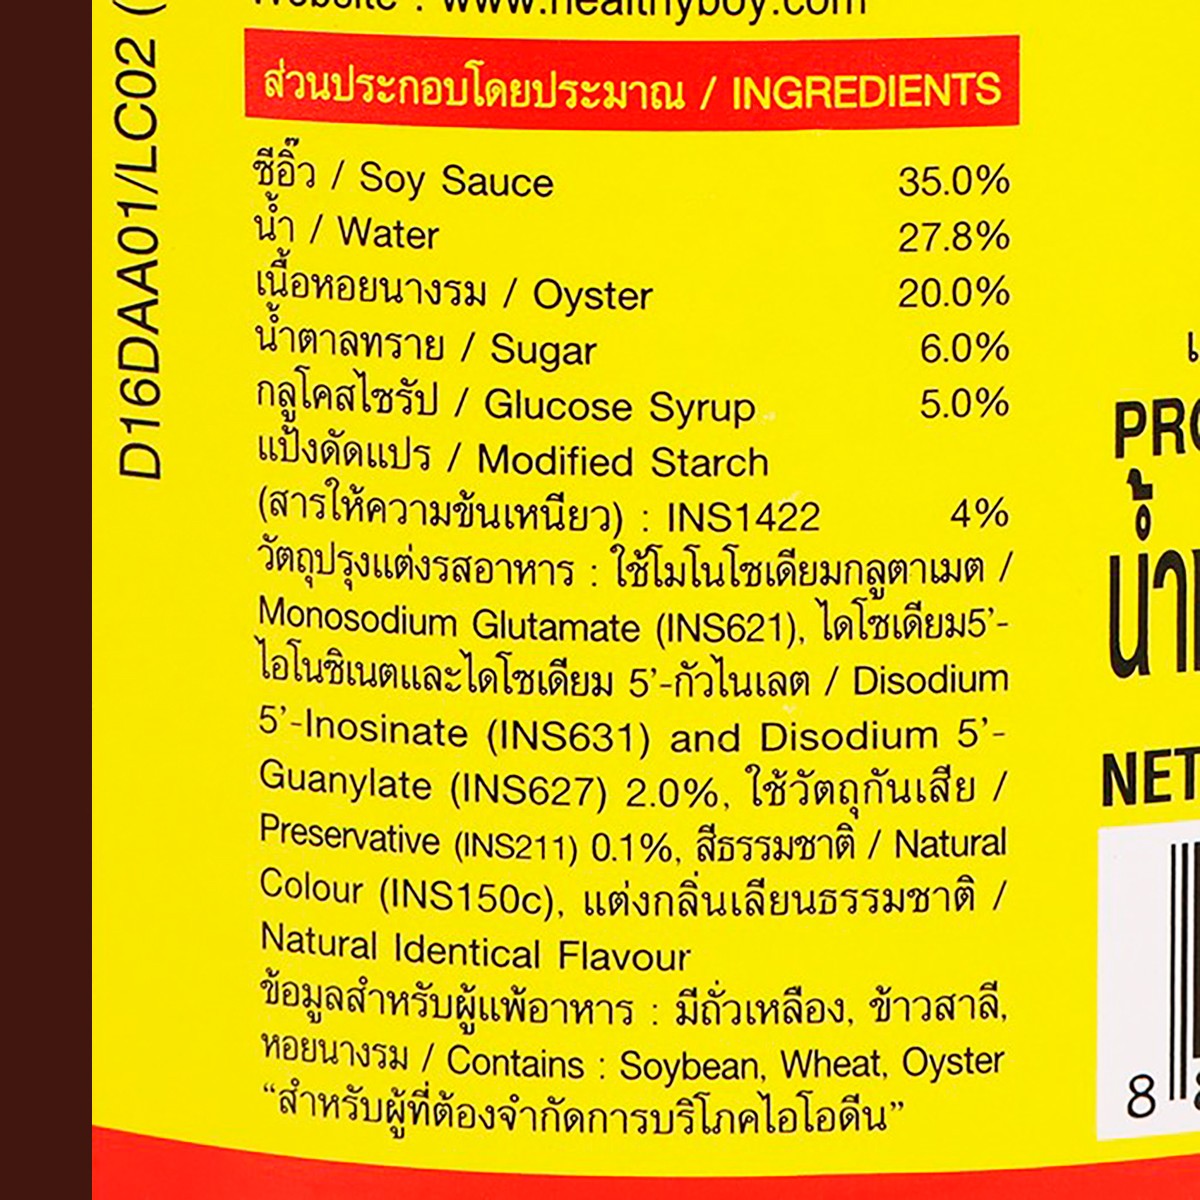 Website : www.healthyboy.com
ส่วนประกอบโดยประมาณ / INGREDIENTS
ซีอิ๊ว / Soy Sauce 35.0%
น้ำ / Water 27.8%
เนื้อหอยนางรม / Oyster 20.0%
น้ำตาลทราย / Sugar 6.0%
กลูโคสไซรัป / Glucose Syrup 5.0%
แป้งดัดแปร / Modified Starch
(สารให้ความข้นเหนียว) : INS1422 4%
วัตถุปรุงแต่งรสอาหาร : ใช้โมโนโซเดียมกลูตาเมต /
Monosodium Glutamate (INS621), ไดโซเดียม5’-
ไอโนซิเนตและไดโซเดียม 5’-กัวไนเลต / Disodium
5’-Inosinate (INS631) and Disodium 5’-
Guanylate (INS627) 2.0%, ใช้วัตถุกันเสีย /
Preservative (INS211) 0.1%, สีธรรมชาติ / Natural
Colour (INS150c), แต่งกลิ่นเลียนธรรมชาติ /
Natural Identical Flavour
ข้อมูลสำหรับผู้แพ้อาหาร : มีถั่วเหลือง, ข้าวสาลี,
หอยนางรม / Contains : Soybean, Wheat, Oyster
“สำหรับผู้ที่ต้องจำกัดการบริโภคไอโอดีน”
D16DAA01/LC02 (
NET
8